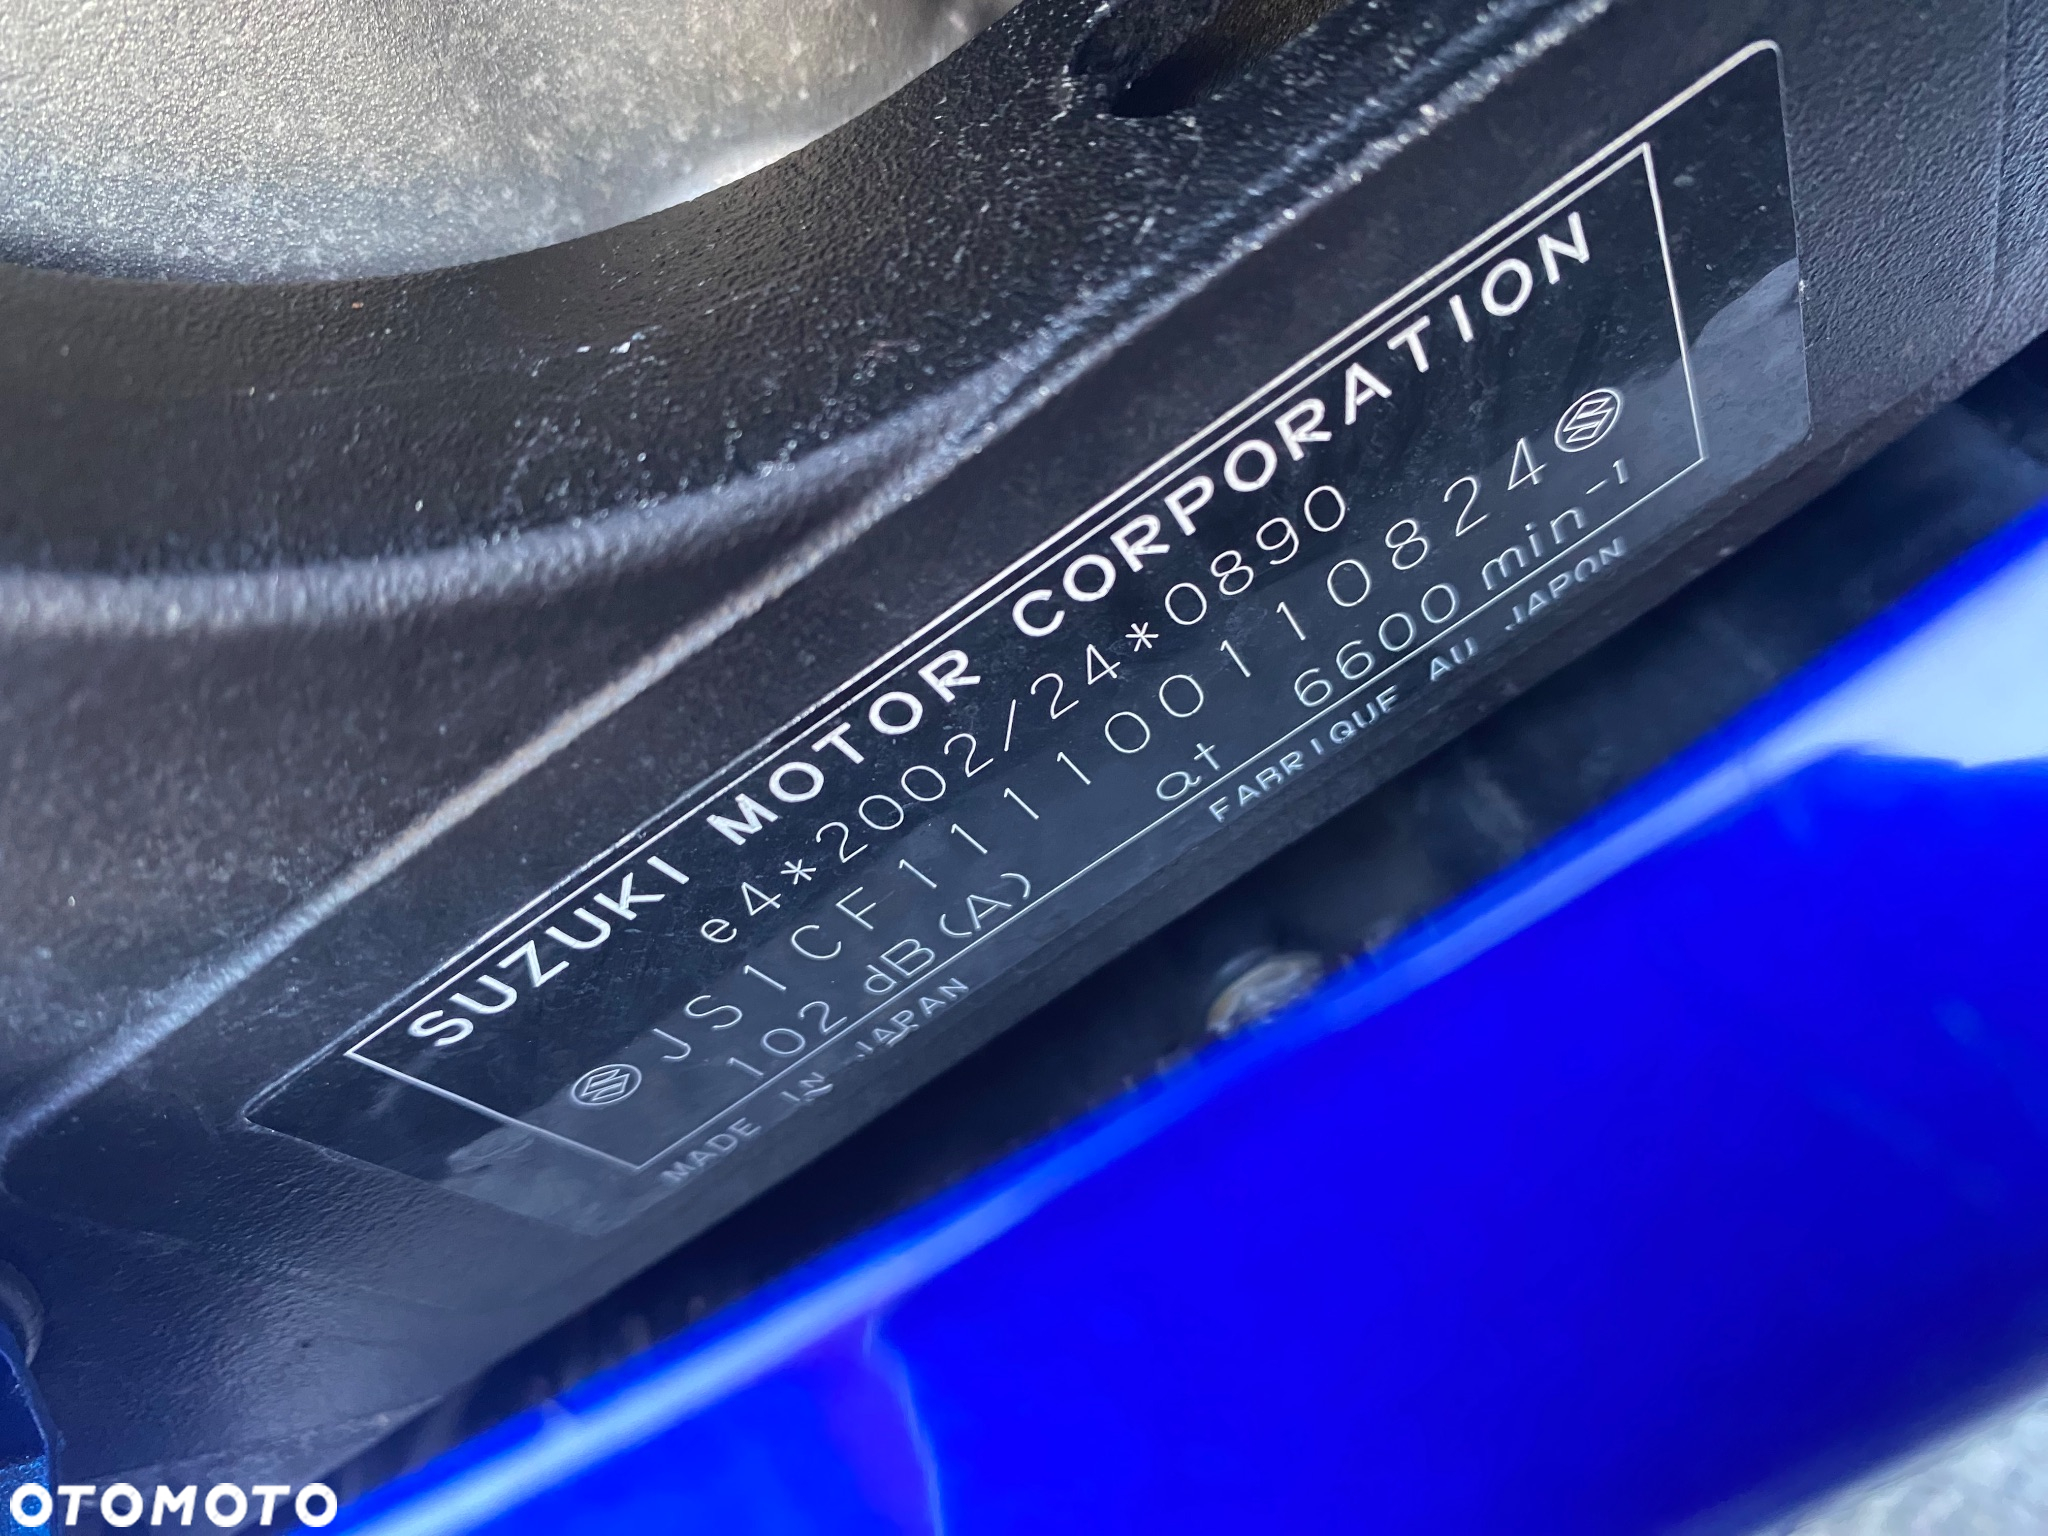 SUZUKI MOTOR CORPORATION
e4*2002/24*0890
JS1CF111100110824
102 dB(A) at 6600 min-1
MADE IN JAPAN FABRIQUE AU JAPON
OTOMOTO